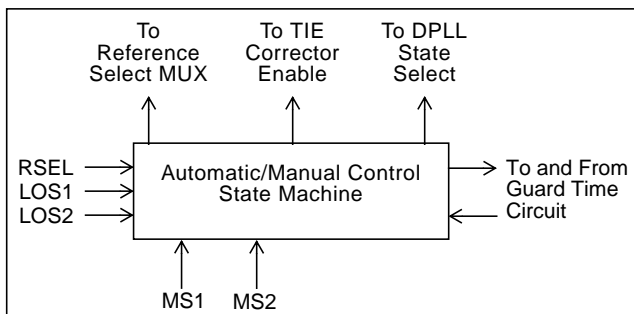 To
Reference
Select MUX
To TIE
Corrector
Enable
To DPLL
State
Select
RSEL
LOS1
LOS2
Automatic/Manual Control
State Machine
To and From
Guard Time
Circuit
MS1
MS2